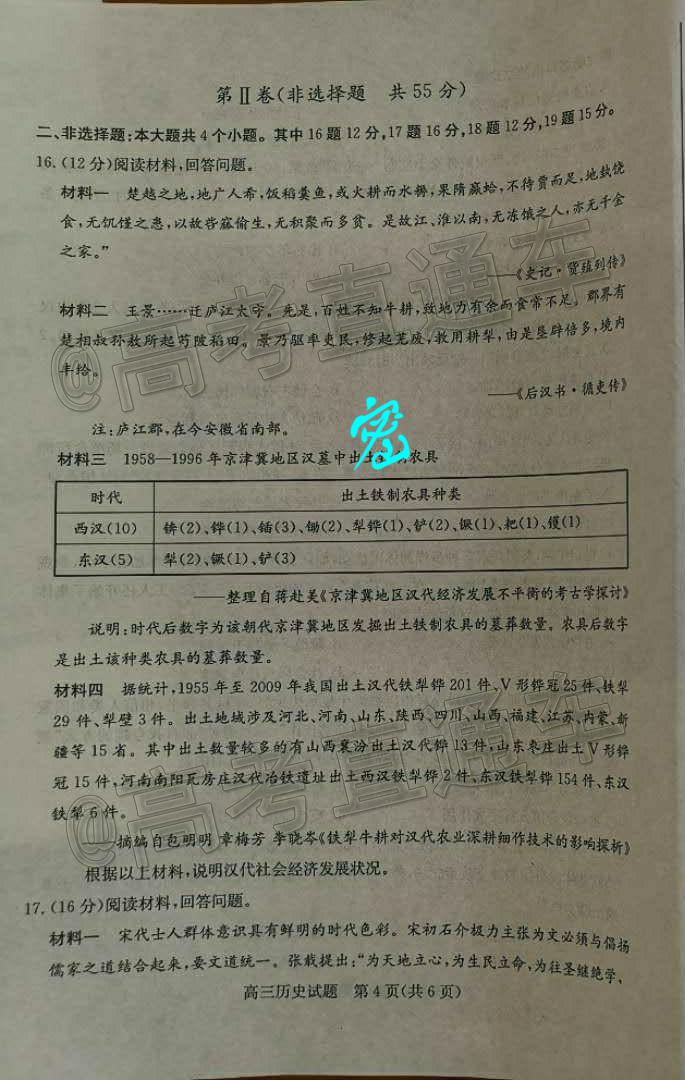 第Ⅱ卷(非选择题 共55分)
二、非选择题:本大题共4个小题。其中16题12分,17题16分,18题12分,19题15分。
16.(12分)阅读材料,回答问题。
材料一 楚越之地,地广人希,饭稻羹鱼,或火耕而水耨,果隋蠃蛤,不待贾而足,地埶饶
食,无饥馑之患,以故呰窳偷生,无积聚而多贫。是故江、淮以南,无冻饿之人,亦无千金
之家。”
——《史记·货殖列传》
材料二 王景……迁庐江太守。先是,百姓不知牛耕,致地力有余而食常不足。郡界有
楚相叔孙敖所起芍陂稻田。景乃驱率吏民,修起芜废,教用耕犁,由是垦辟倍多,境内
丰给。
——《后汉书·循吏传》
注:庐江郡,在今安徽省南部。
密
材料三 1958—1996年京津冀地区汉墓中出土 农具
时代 出土铁制农具种类
西汉(10) 锛(2)、铧(1)、锸(3)、锄(2)、犁铧(1)、铲(2)、镢(1)、耙(1)、镬(1)
东汉(5) 犁(2)、镢(1)、铲(3)
——整理自蒋赴美《京津冀地区汉代经济发展不平衡的考古学探讨》
说明:时代后数字为该朝代京津冀地区发掘出土铁制农具的墓葬数量。农具后数字
是出土该种类农具的墓葬数量。
材料四 据统计,1955年至2009年我国出土汉代铁犁铧201件、V形铧冠25件、铁犁
29件、犁壁3件。出土地域涉及河北、河南、山东、陕西、四川、山西、福建、江苏、内蒙、新
疆等15省。其中出土数量较多的有山西襄汾出土汉代铧13件,山东枣庄出土V形铧
冠15件,河南南阳瓦房庄汉代冶铁遗址出土西汉铁犁铧2件、东汉铁犁铧154件、东汉
铁犁6件。
——摘编自包明明 章梅芳 李晓岑《铁犁牛耕对汉代农业深耕细作技术的影响探析》
根据以上材料,说明汉代社会经济发展状况。
17.(16分)阅读材料,回答问题。
材料一 宋代士人群体意识具有鲜明的时代色彩。宋初石介极力主张为文必须与倡扬
儒家之道结合起来,要文道统一。张载提出:“为天地立心,为生民立命,为往圣继绝学、
高三历史试题 第4页(共6页)
@高考直通车
@高考直通车